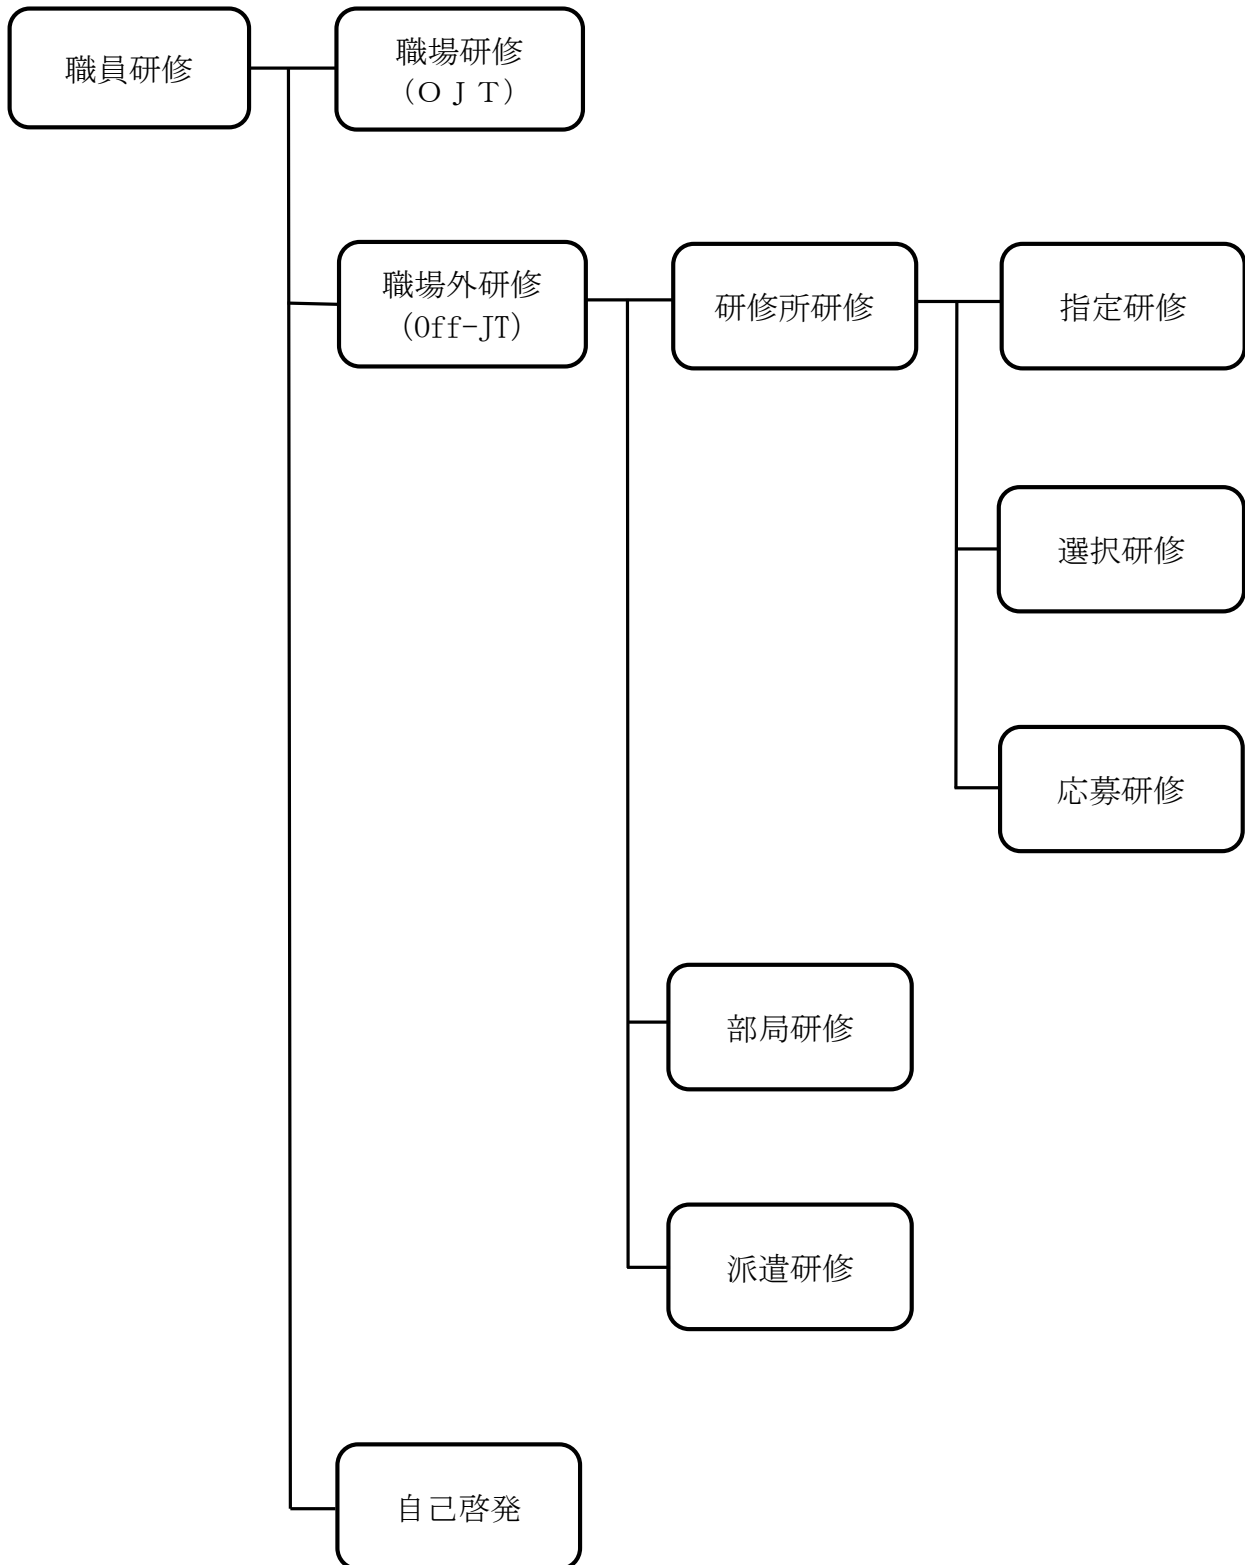 職員研修
職場研修
（ＯＪＴ）
職場外研修
(Off-JT)
研修所研修
指定研修
選択研修
応募研修
部局研修
派遣研修
自己啓発